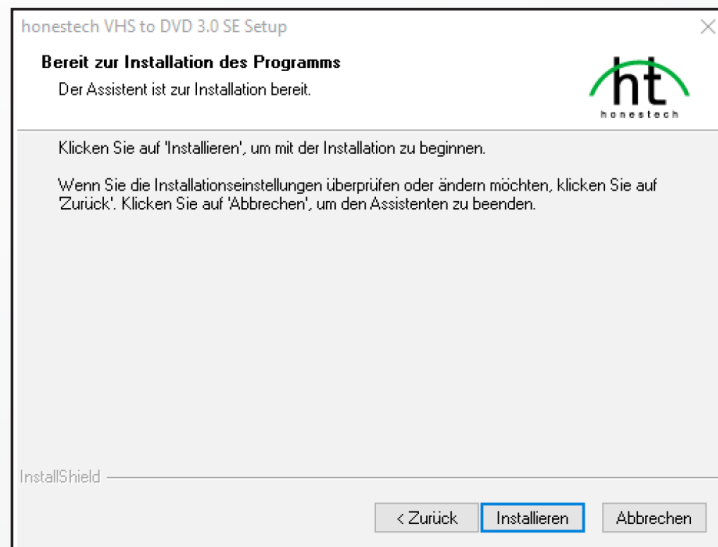 honestech VHS to DVD 3.0 SE Setup
Bereit zur Installation des Programms
Der Assistent ist zur Installation bereit.
ht
honestech
Klicken Sie auf 'Installieren', um mit der Installation zu beginnen.
Wenn Sie die Installationseinstellungen überprüfen oder ändern möchten, klicken Sie auf
'Zurück'. Klicken Sie auf 'Abbrechen', um den Assistenten zu beenden.
InstallShield
< Zurück
Installieren
Abbrechen